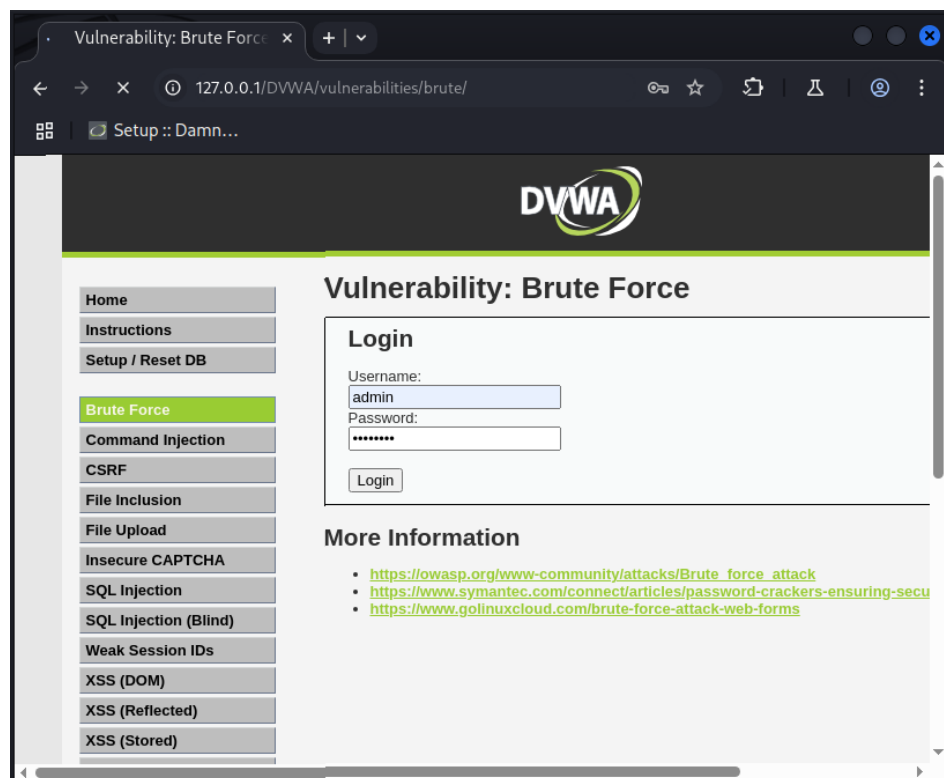 Vulnerability: Brute Force
127.0.0.1/DVWA/vulnerabilities/brute/
Setup :: Damn...
DVWA
Home
Instructions
Setup / Reset DB
Brute Force
Command Injection
CSRF
File Inclusion
File Upload
Insecure CAPTCHA
SQL Injection
SQL Injection (Blind)
Weak Session IDs
XSS (DOM)
XSS (Reflected)
XSS (Stored)
Vulnerability: Brute Force
Login
Username:
admin
Password:
••••••••
Login
More Information
• https://owasp.org/www-community/attacks/Brute_force_attack
• https://www.symantec.com/connect/articles/password-crackers-ensuring-secu
• https://www.golinuxcloud.com/brute-force-attack-web-forms